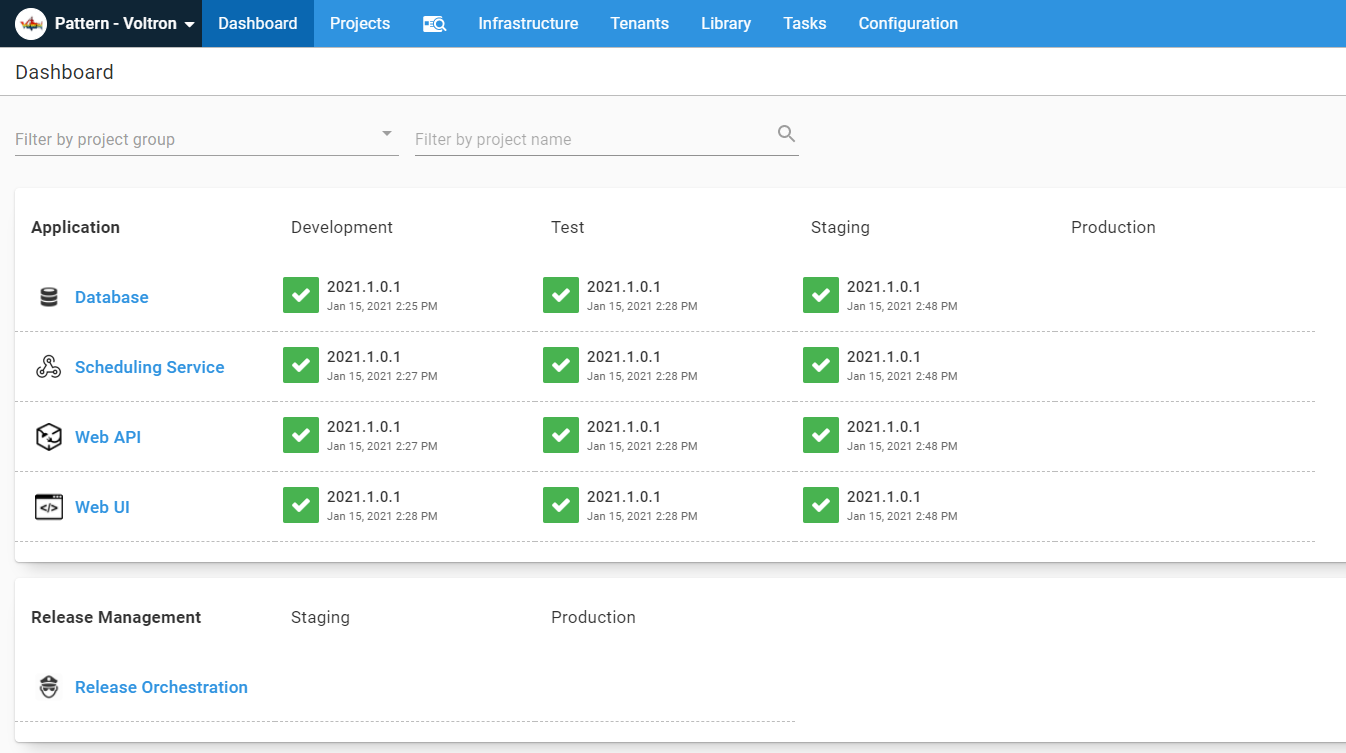 Pattern - Voltron Dashboard Projects Infrastructure Tenants Library Tasks Configuration
Dashboard
Filter by project group Filter by project name
Application Development Test Staging Production
Database 2021.1.0.1 2021.1.0.1 2021.1.0.1
Jan 15, 2021 2:25 PM Jan 15, 2021 2:28 PM Jan 15, 2021 2:48 PM
Scheduling Service 2021.1.0.1 2021.1.0.1 2021.1.0.1
Jan 15, 2021 2:27 PM Jan 15, 2021 2:28 PM Jan 15, 2021 2:48 PM
Web API 2021.1.0.1 2021.1.0.1 2021.1.0.1
Jan 15, 2021 2:27 PM Jan 15, 2021 2:28 PM Jan 15, 2021 2:48 PM
Web UI 2021.1.0.1 2021.1.0.1 2021.1.0.1
Jan 15, 2021 2:28 PM Jan 15, 2021 2:28 PM Jan 15, 2021 2:48 PM
Release Management Staging Production
Release Orchestration